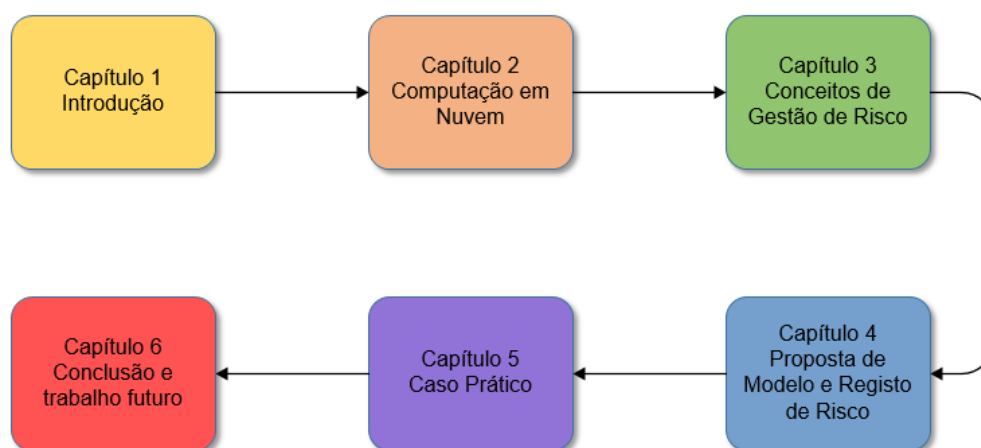 Capítulo 1
Introdução
Capítulo 2
Computação em
Nuvem
Capítulo 3
Conceitos de
Gestão de Risco
Capítulo 4
Proposta de
Modelo e Registo
de Risco
Capítulo 5
Caso Prático
Capítulo 6
Conclusão e
trabalho futuro